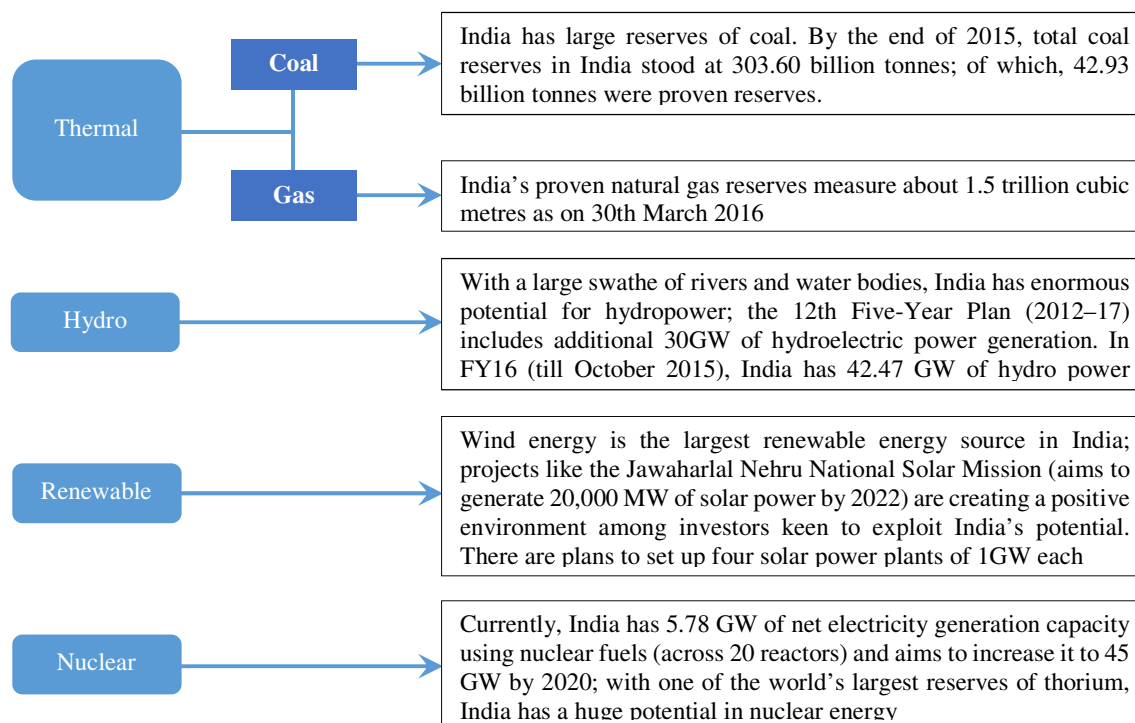 Thermal
Coal
India has large reserves of coal. By the end of 2015, total coal
reserves in India stood at 303.60 billion tonnes; of which, 42.93
billion tonnes were proven reserves.
Gas
India’s proven natural gas reserves measure about 1.5 trillion cubic
metres as on 30th March 2016
Hydro
With a large swathe of rivers and water bodies, India has enormous
potential for hydropower; the 12th Five-Year Plan (2012–17)
includes additional 30GW of hydroelectric power generation. In
FY16 (till October 2015), India has 42.47 GW of hydro power
Renewable
Wind energy is the largest renewable energy source in India;
projects like the Jawaharlal Nehru National Solar Mission (aims to
generate 20,000 MW of solar power by 2022) are creating a positive
environment among investors keen to exploit India’s potential.
There are plans to set up four solar power plants of 1GW each
Nuclear
Currently, India has 5.78 GW of net electricity generation capacity
using nuclear fuels (across 20 reactors) and aims to increase it to 45
GW by 2020; with one of the world’s largest reserves of thorium,
India has a huge potential in nuclear energy